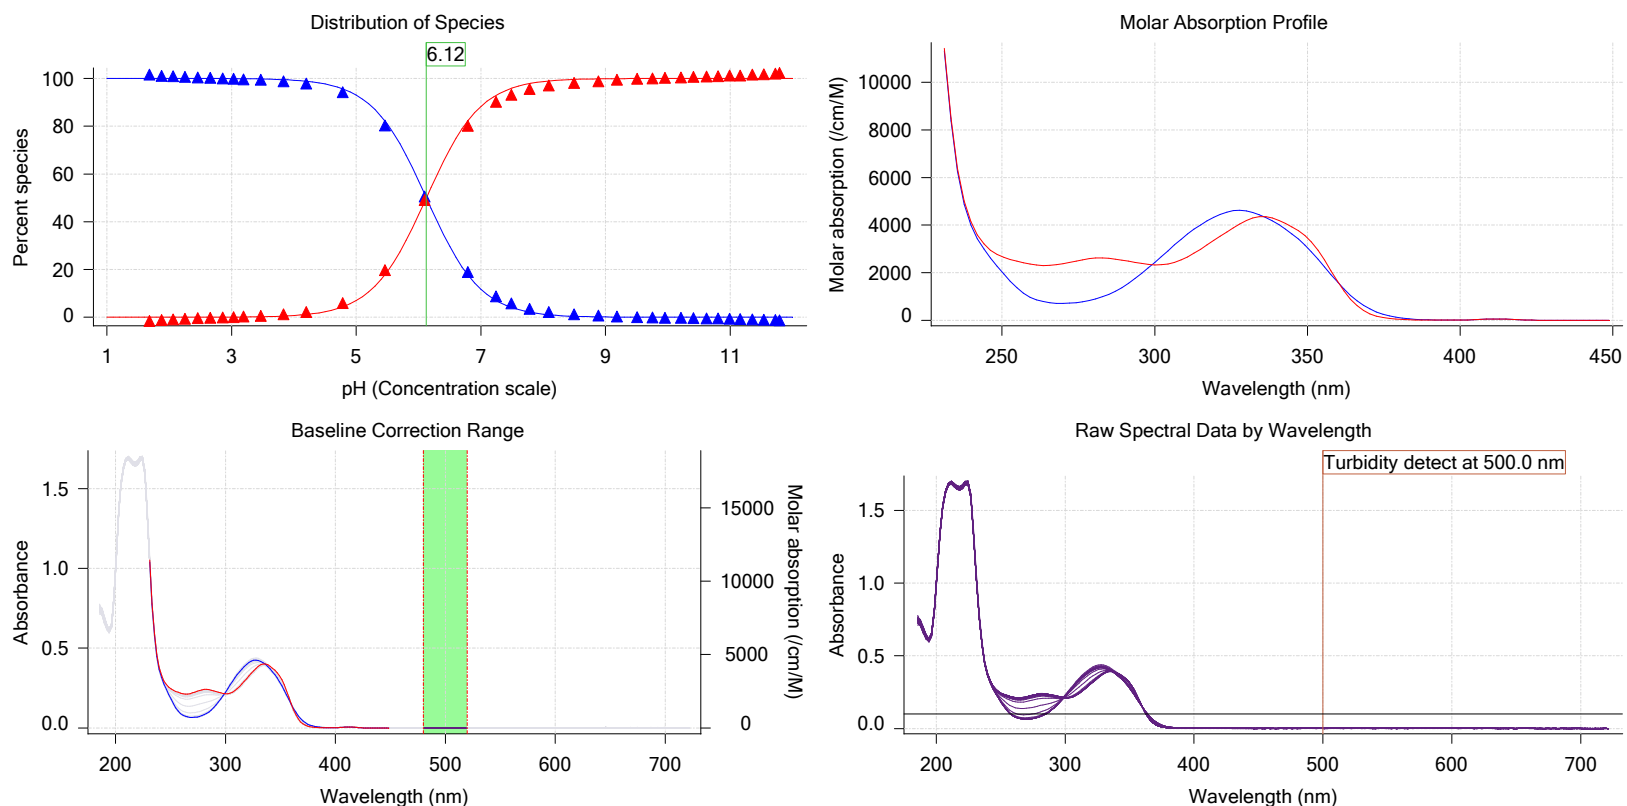 Distribution of Species
6.12
Percent species
100
80
60
40
20
0
1 3 5 7 9 11
pH (Concentration scale)
Molar Absorption Profile
Molar absorption (/cm/M)
10000
8000
6000
4000
2000
0
250 300 350 400 450
Wavelength (nm)
Baseline Correction Range
Absorbance
1.5
1.0
0.5
0.0
15000
10000
5000
0
Molar absorption (/cm/M)
200 300 400 500 600 700
Wavelength (nm)
Raw Spectral Data by Wavelength
Turbidity detect at 500.0 nm
Absorbance
1.5
1.0
0.5
0.0
200 300 400 500 600 700
Wavelength (nm)